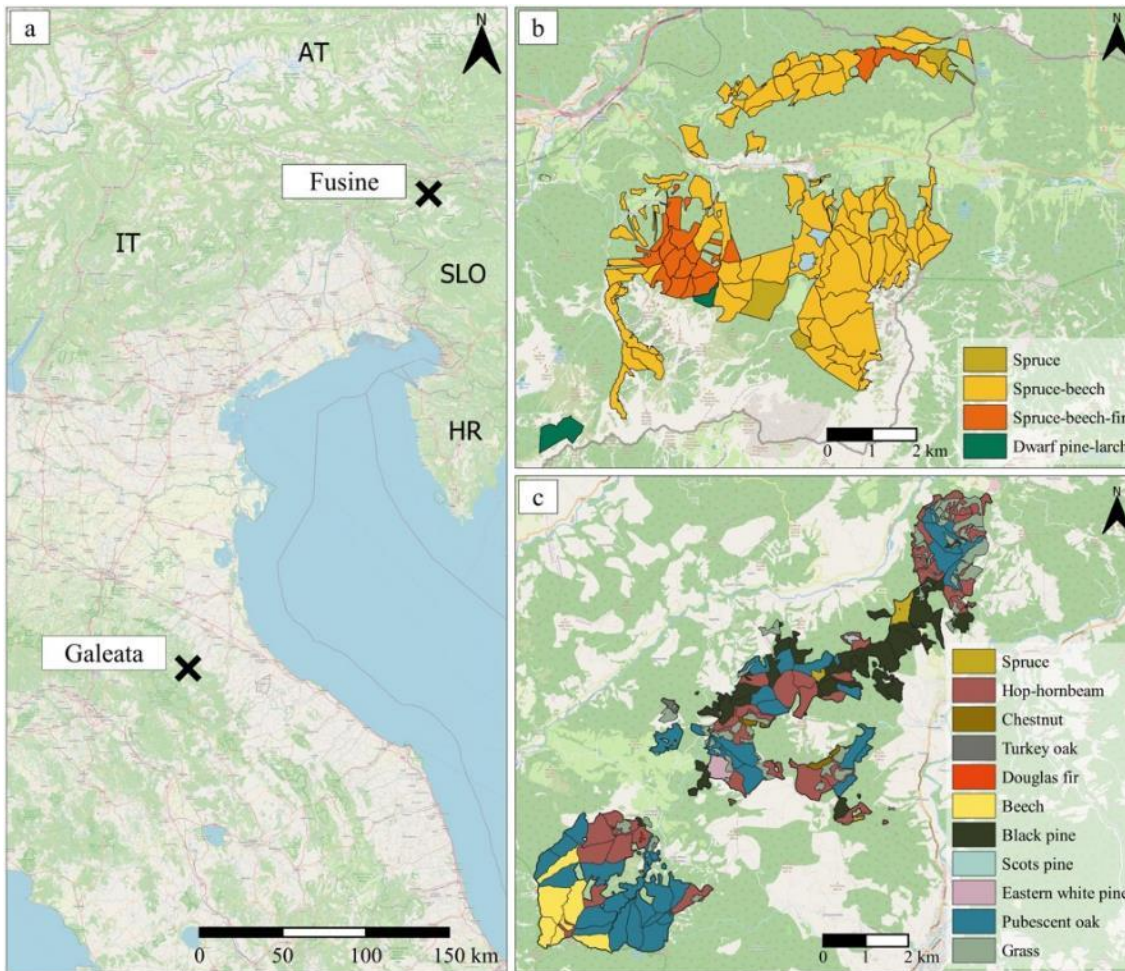 a
N
AT
Fusine
IT
SLO
HR
Galeata
0 50 100 150 km
b
N
Spruce
Spruce-beech
Spruce-beech-fir
Dwarf pine-larch
0 1 2 km
c
N
Spruce
Hop-hornbeam
Chestnut
Turkey oak
Douglas fir
Beech
Black pine
Scots pine
Eastern white pine
Pubescent oak
Grass
0 1 2 km